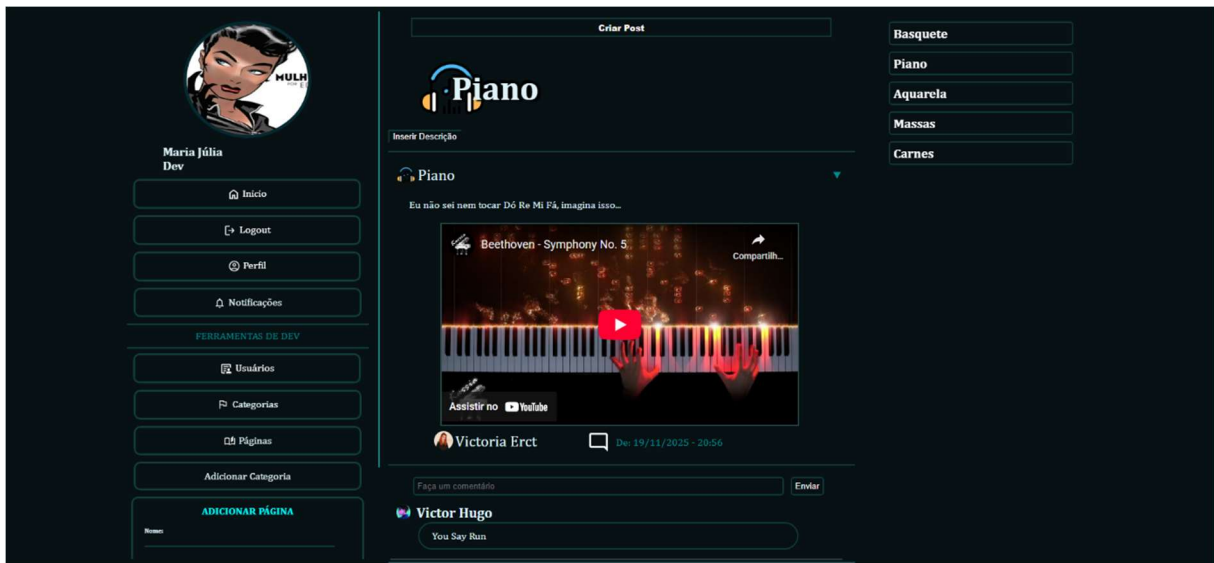 MULH
POR
Maria Júlia
Dev
Inicio
Logout
Perfil
Notificações
FERRAMENTAS DE DEV
Usuários
Categorias
Páginas
Adicionar Categoria
ADICIONAR PÁGINA
Nome:
Criar Post
Piano
Inserir Descrição
Piano
Eu não sei nem tocar Dó Re Mi Fá, imagina isso...
Beethoven - Symphony No. 5
Compartilh...
Assistir no YouTube
Victoria Erct
De: 19/11/2025 - 20:56
Faça um comentário
Enviar
Victor Hugo
You Say Run
Basquete
Piano
Aquarela
Massas
Carnes